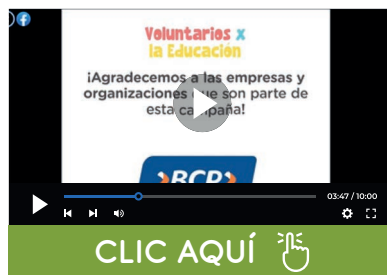 Voluntarios x
la Educación
¡Agradecemos a las empresas y
organizaciones que son parte de
esta campaña!
BCP
03:47 / 10:00
CLIC AQUÍ